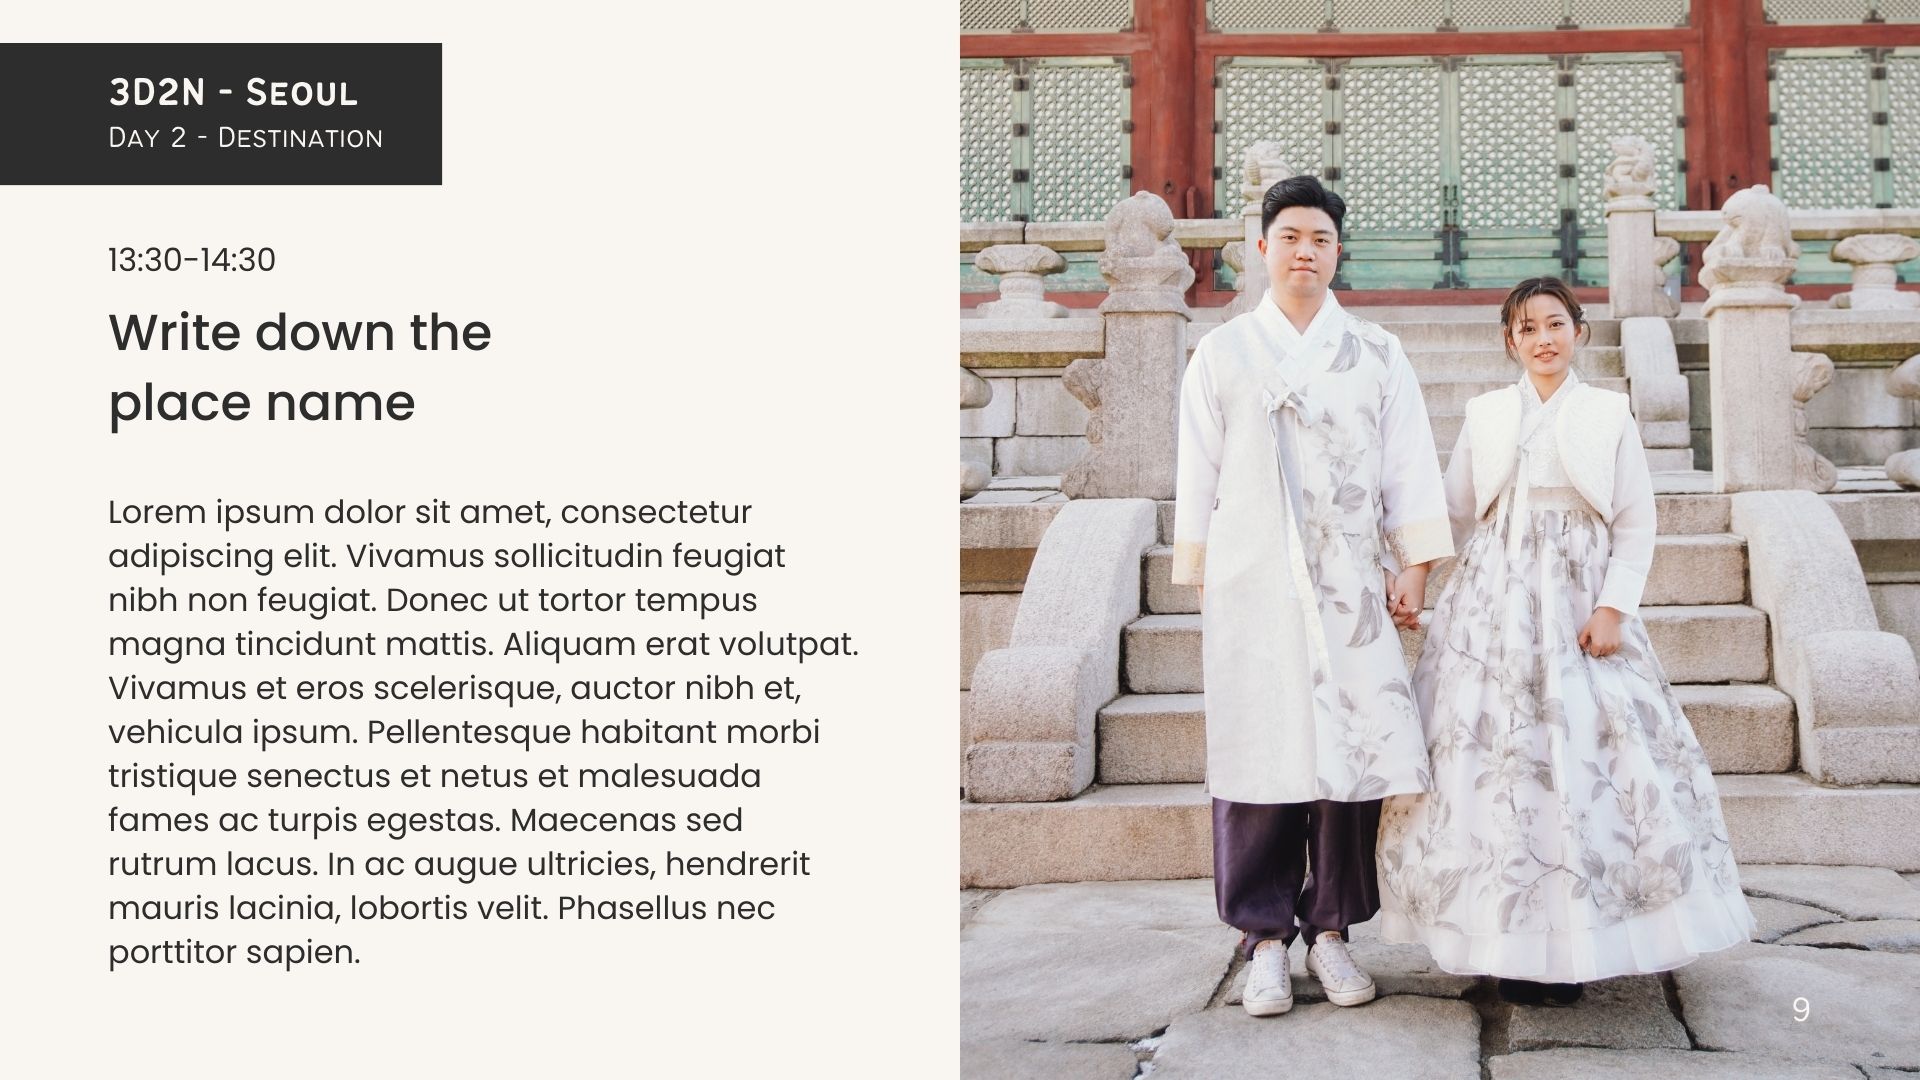 3D2N - Seoul
Day 2 - Destination
13:30-14:30
Write down the
place name
Lorem ipsum dolor sit amet, consectetur
adipiscing elit. Vivamus sollicitudin feugiat
nibh non feugiat. Donec ut tortor tempus
magna tincidunt mattis. Aliquam erat volutpat.
Vivamus et eros scelerisque, auctor nibh et,
vehicula ipsum. Pellentesque habitant morbi
tristique senectus et netus et malesuada
fames ac turpis egestas. Maecenas sed
rutrum lacus. In ac augue ultricies, hendrerit
mauris lacinia, lobortis velit. Phasellus nec
porttitor sapien.
9